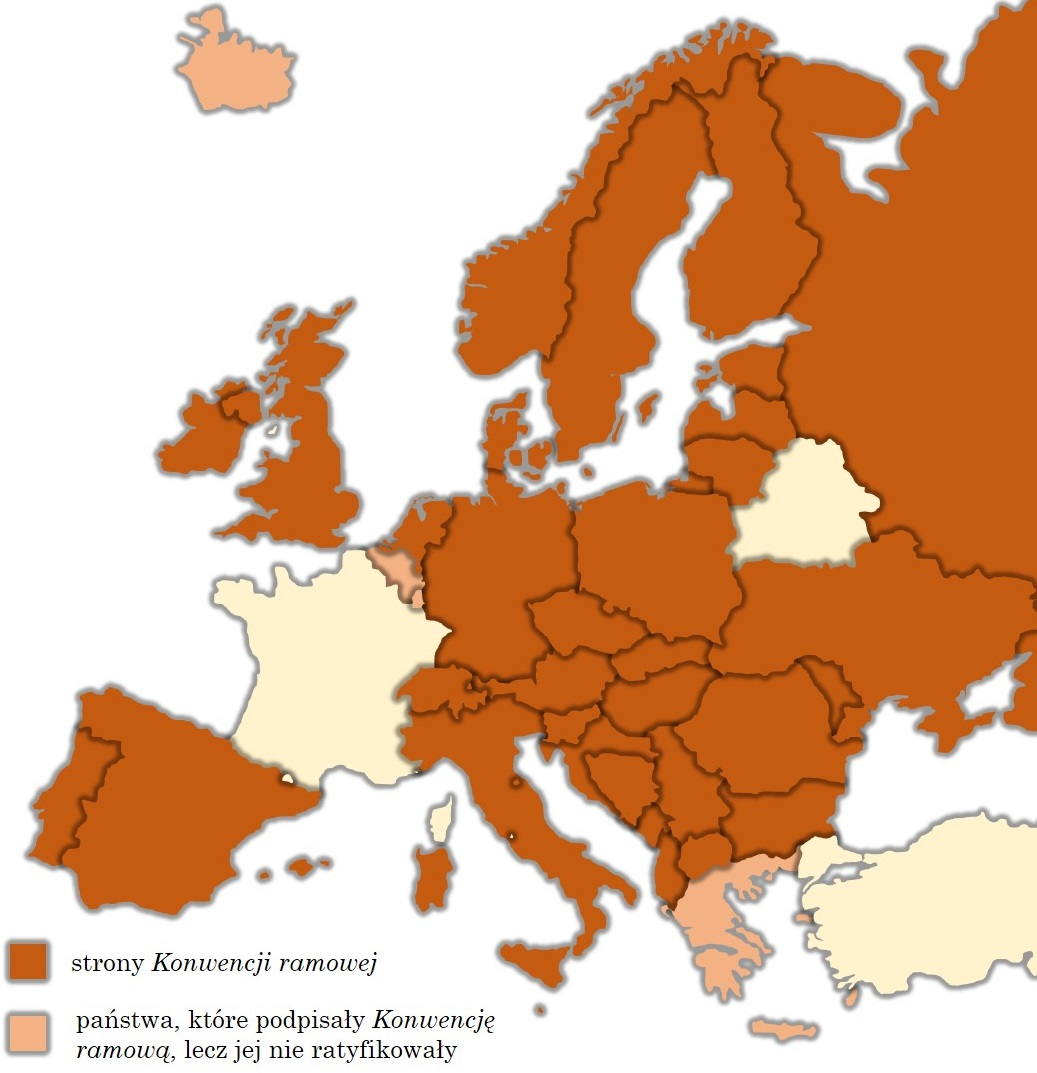 strony Konwencji ramowej
państwa, które podpisały Konwencję
ramową, lecz jej nie ratyfikowały